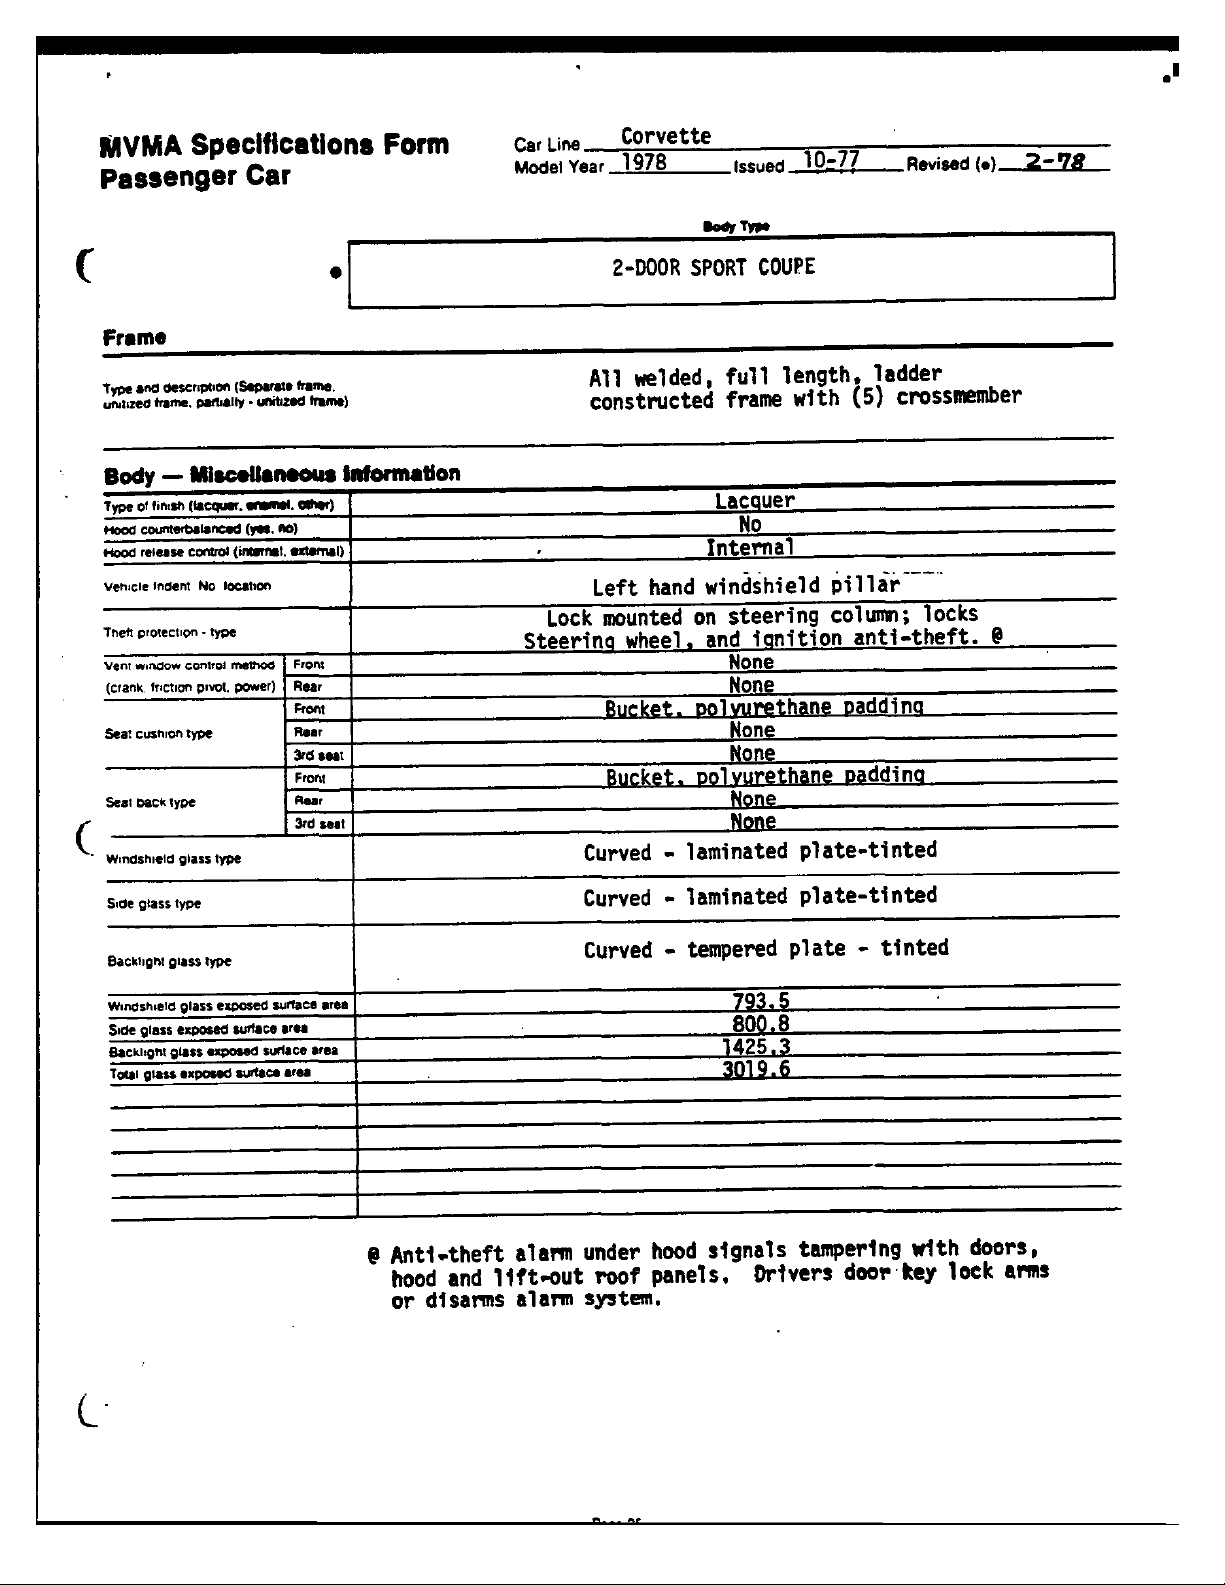 MVMA Specifications Form
Passenger Car
Car Line Corvette
Model Year 1978 Issued 10-77 Revised (•) 2-78
Body Type
• 2-DOOR SPORT COUPE
Frame
Type and description (Separate frame,
unitized frame, partially - unitized frame)
All welded, full length, ladder
constructed frame with (5) crossmember
Body — Miscellaneous Information
Type of finish (lacquer, enamel, other) Lacquer
Hood counterbalanced (yes, no) No
Hood release control (internal, external) Internal
Vehicle Indent No location Left hand windshield pillar
Theft protection - type Lock mounted on steering column; locks
Steering wheel, and ignition anti-theft. @
Vent window control method Front None
(crank, friction pivot, power) Rear None
Seat cushion type Front Bucket, polyurethane padding
Rear None
3rd seat None
Seat back type Front Bucket, polyurethane padding
Rear None
3rd seat None
Windshield glass type Curved - laminated plate-tinted
Side glass type Curved - laminated plate-tinted
Backlight glass type Curved - tempered plate - tinted
Windshield glass exposed surface area 793.5
Side glass exposed surface area 800.8
Backlight glass exposed surface area 1425.3
Total glass exposed surface area 3019.6
@ Anti-theft alarm under hood signals tampering with doors,
hood and lift-out roof panels. Drivers door key lock arms
or disarms alarm system.